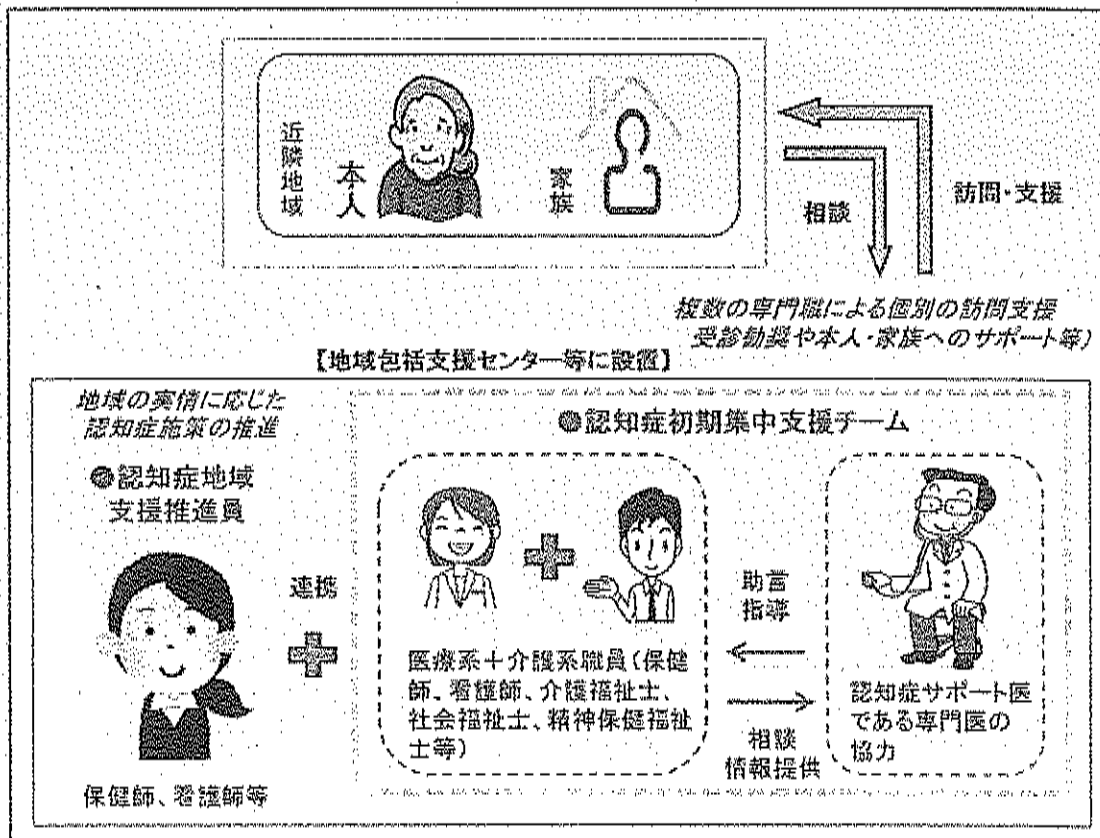 近隣地域
本人
家族
相談
訪問・支援
複数の専門職による個別の訪問支援
受診勧奨や本人・家族へのサポート等)
【地域包括支援センター等に設置】
地域の実情に応じた
認知症施策の推進
●認知症地域
支援推進員
保健師、看護師等
連携
●認知症初期集中支援チーム
医療系+介護系職員(保健
師、看護師、介護福祉士、
社会福祉士、精神保健福祉
士等)
助言
指導
相談
情報提供
認知症サポート医
である専門医の
協力